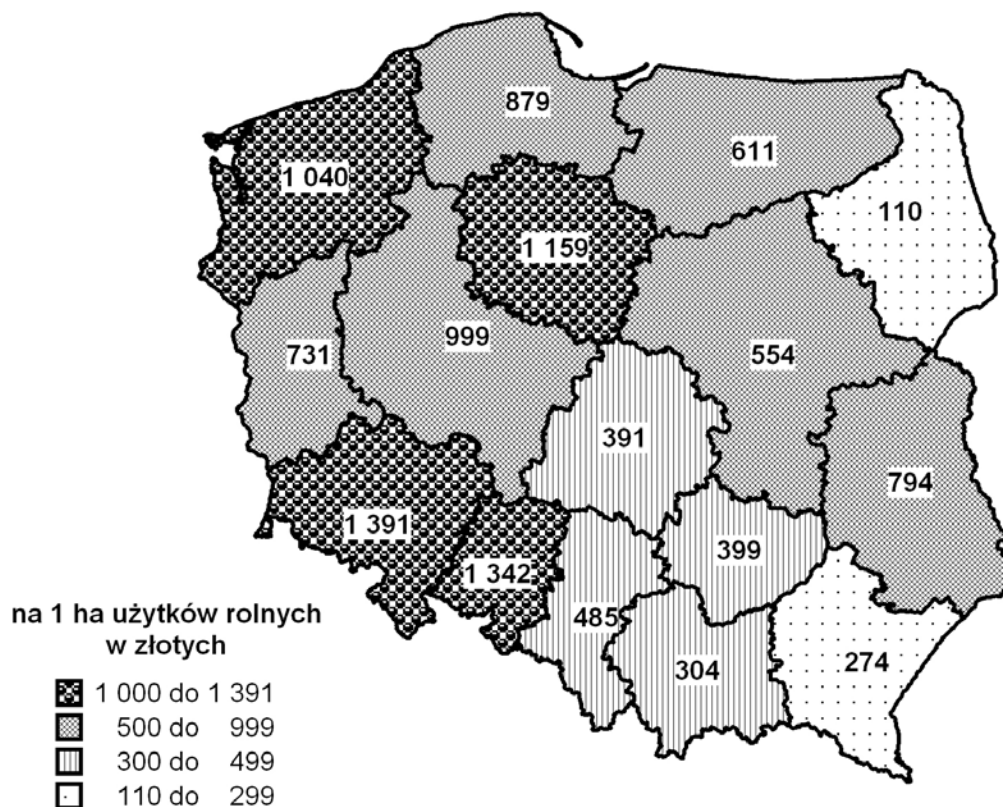 879
611
1 040
110
1 159
999
731
554
391
794
1 391
399
1 342
485
304
274
na 1 ha użytków rolnych
w złotych
1 000 do 1 391
500 do 999
300 do 499
110 do 299